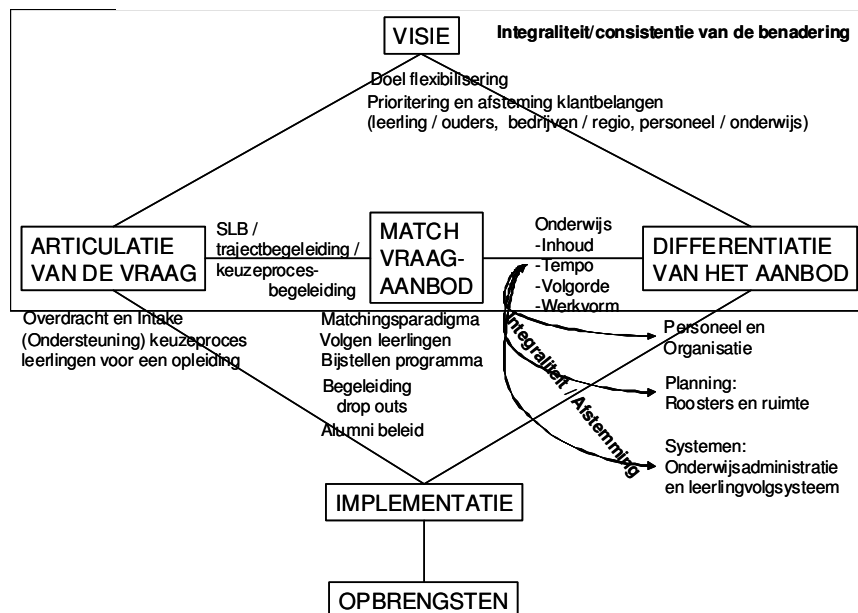 VISIE
Integraliteit/consistentie van de benadering
Doel flexibilisering
Prioritering en afsteming klantbelangen
(leerling / ouders, bedrijven / regio, personeel / onderwijs)
ARTICULATIE
VAN DE VRAAG
SLB /
trajectbegeleiding /
keuzeproces-
begeleiding
MATCH
VRAAG-
AANBOD
Onderwijs
-Inhoud
-Tempo
-Volgorde
-Werkvorm
DIFFERENTIATIE
VAN HET AANBOD
Overdracht en Intake
(Ondersteuning) keuzeproces
leerlingen voor een opleiding
Matchingsparadigma
Volgen leerlingen
Bijstellen programma
Begeleiding
drop outs
Alumni beleid
Integraliteit / Afstemming
Personeel en
Organisatie
Planning:
Roosters en ruimte
Systemen:
Onderwijsadministratie
en leerlingvolgsysteem
IMPLEMENTATIE
OPBRENGSTEN